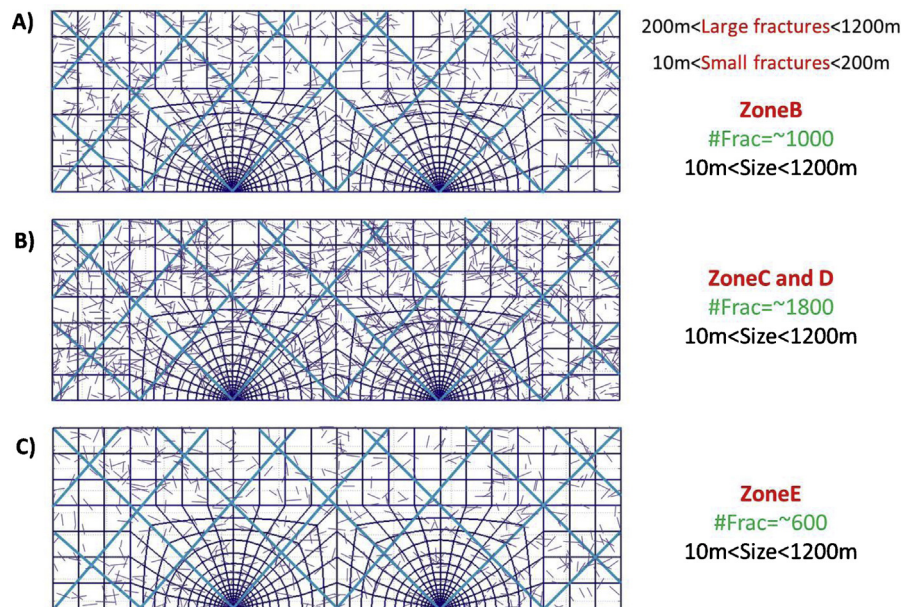 A)
200m<Large fractures<1200m
10m<Small fractures<200m
ZoneB
#Frac=~1000
10m<Size<1200m
B)
ZoneC and D
#Frac=~1800
10m<Size<1200m
C)
ZoneE
#Frac=~600
10m<Size<1200m